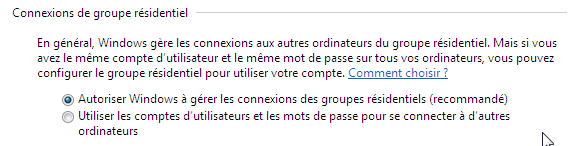 Connexions de groupe résidentiel
En général, Windows gère les connexions aux autres ordinateurs du groupe résidentiel. Mais si vous
avez le même compte d'utilisateur et le même mot de passe sur tous vos ordinateurs, vous pouvez
configurer le groupe résidentiel pour utiliser votre compte. Comment choisir ?
Autoriser Windows à gérer les connexions des groupes résidentiels (recommandé)
Utiliser les comptes d'utilisateurs et les mots de passe pour se connecter à d'autres
ordinateurs